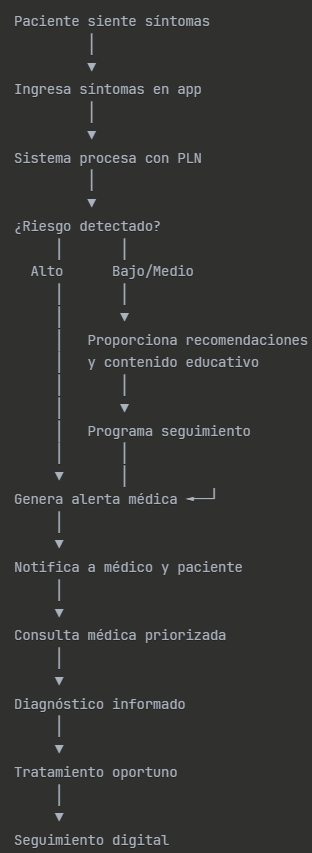 Paciente siente síntomas
Ingresa síntomas en app
Sistema procesa con PLN
¿Riesgo detectado?
Alto Bajo/Medio
Proporciona recomendaciones
y contenido educativo
Programa seguimiento
Genera alerta médica
Notifica a médico y paciente
Consulta médica priorizada
Diagnóstico informado
Tratamiento oportuno
Seguimiento digital